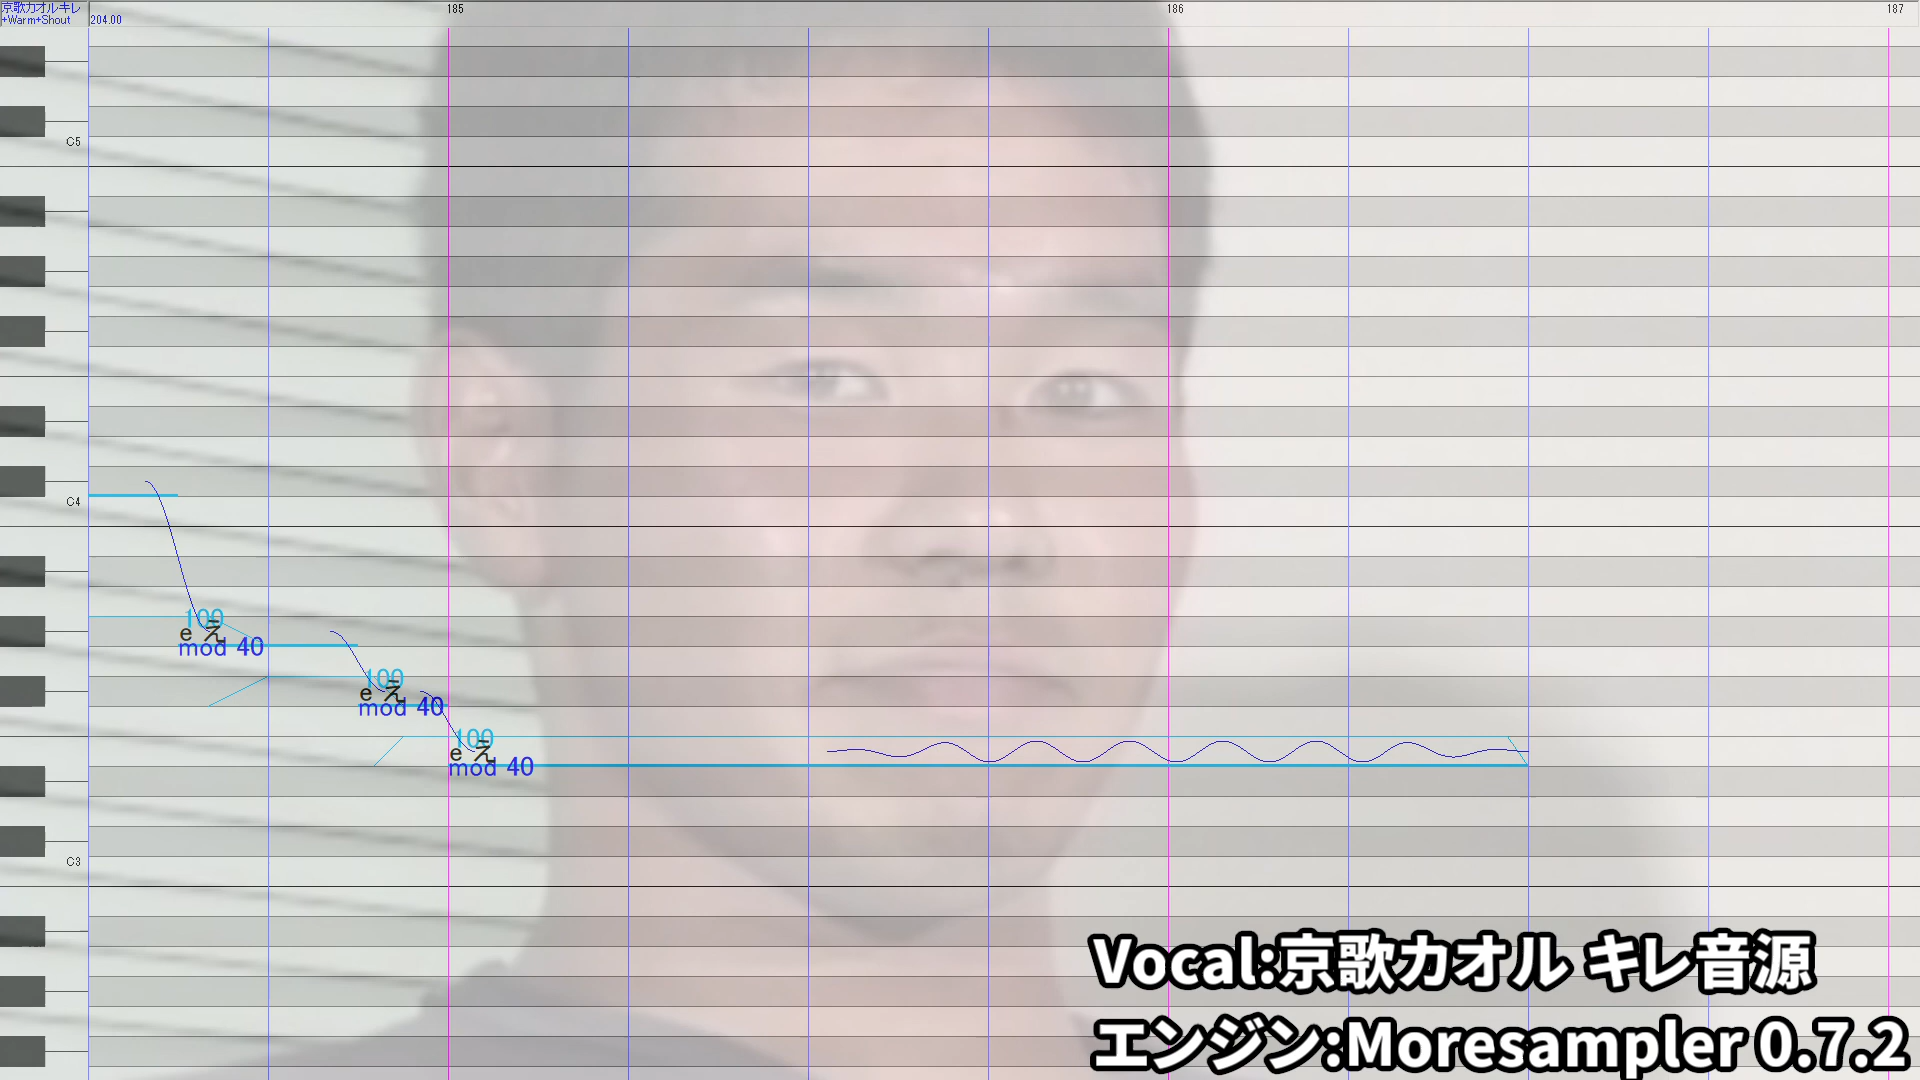 京歌カオルキレ
+Warm+Shout
204.00
185
186
187
C5
C4
100
e え
mod 40
100
e え
mod 40
100
e え
mod 40
C3
Vocal:京歌カオル キレ音源
エンジン:Moresampler 0.7.2